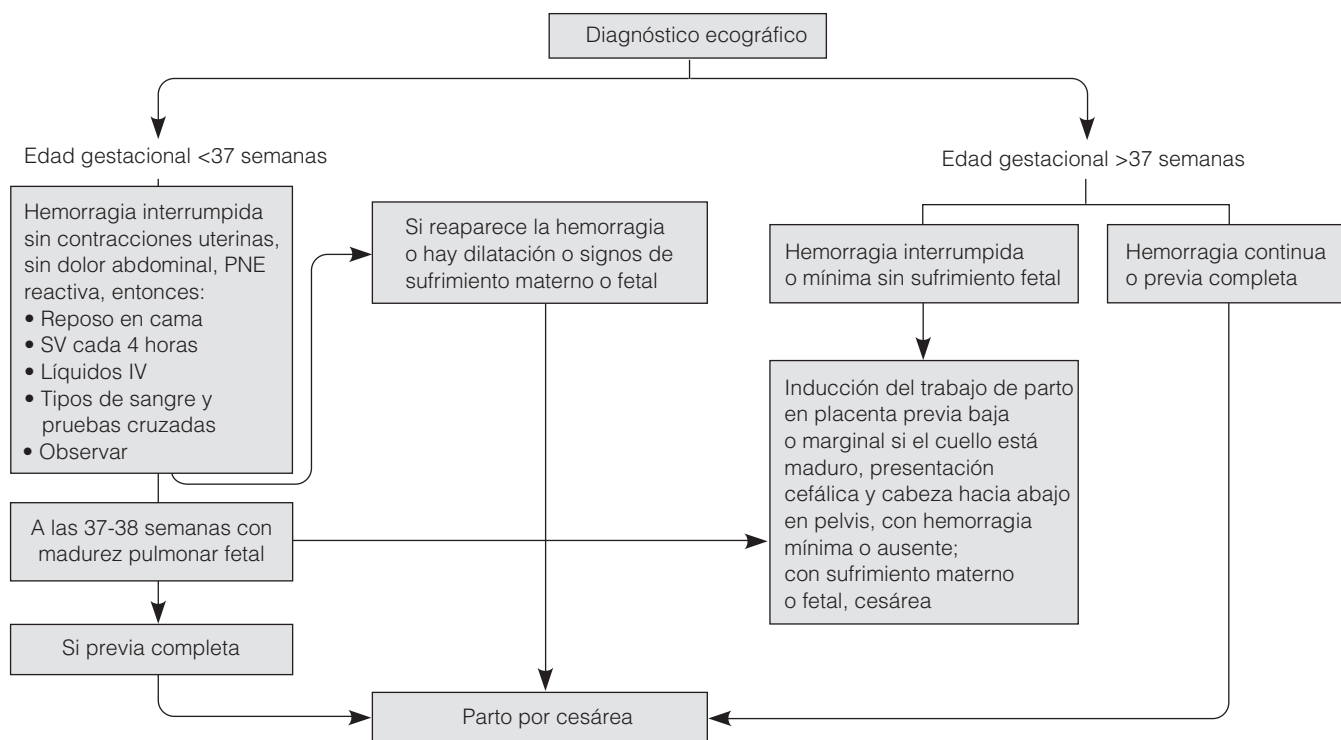 Diagnóstico ecográfico
Edad gestacional <37 semanas
Edad gestacional >37 semanas
Hemorragia interrumpida
sin contracciones uterinas,
sin dolor abdominal, PNE
reactiva, entonces:
• Reposo en cama
• SV cada 4 horas
• Líquidos IV
• Tipos de sangre y
pruebas cruzadas
• Observar
Si reaparece la hemorragia
o hay dilatación o signos de
sufrimiento materno o fetal
Hemorragia interrumpida
o mínima sin sufrimiento fetal
Hemorragia continua
o previa completa
Inducción del trabajo de parto
en placenta previa baja
o marginal si el cuello está
maduro, presentación
cefálica y cabeza hacia abajo
en pelvis, con hemorragia
mínima o ausente;
con sufrimiento materno
o fetal, cesárea
A las 37-38 semanas con
madurez pulmonar fetal
Si previa completa
Parto por cesárea